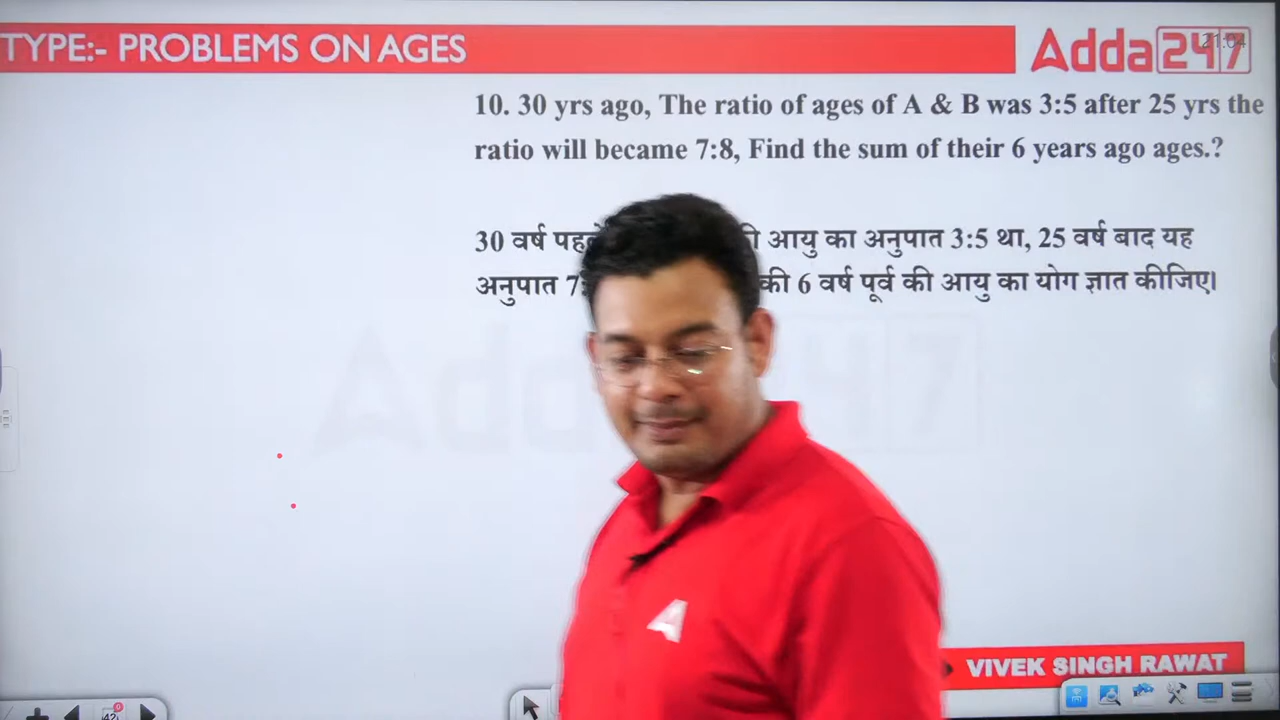 TYPE:- PROBLEMS ON AGES
Adda247
21:04
10. 30 yrs ago, The ratio of ages of A & B was 3:5 after 25 yrs the
ratio will became 7:8, Find the sum of their 6 years ago ages.?
30 वर्ष आयु का अनुपात 3:5 था, 25 वर्ष बाद यह
अनुपात की 6 वर्ष पूर्व की आयु का योग ज्ञात कीजिए।
A
VIVEK SINGH RAWAT